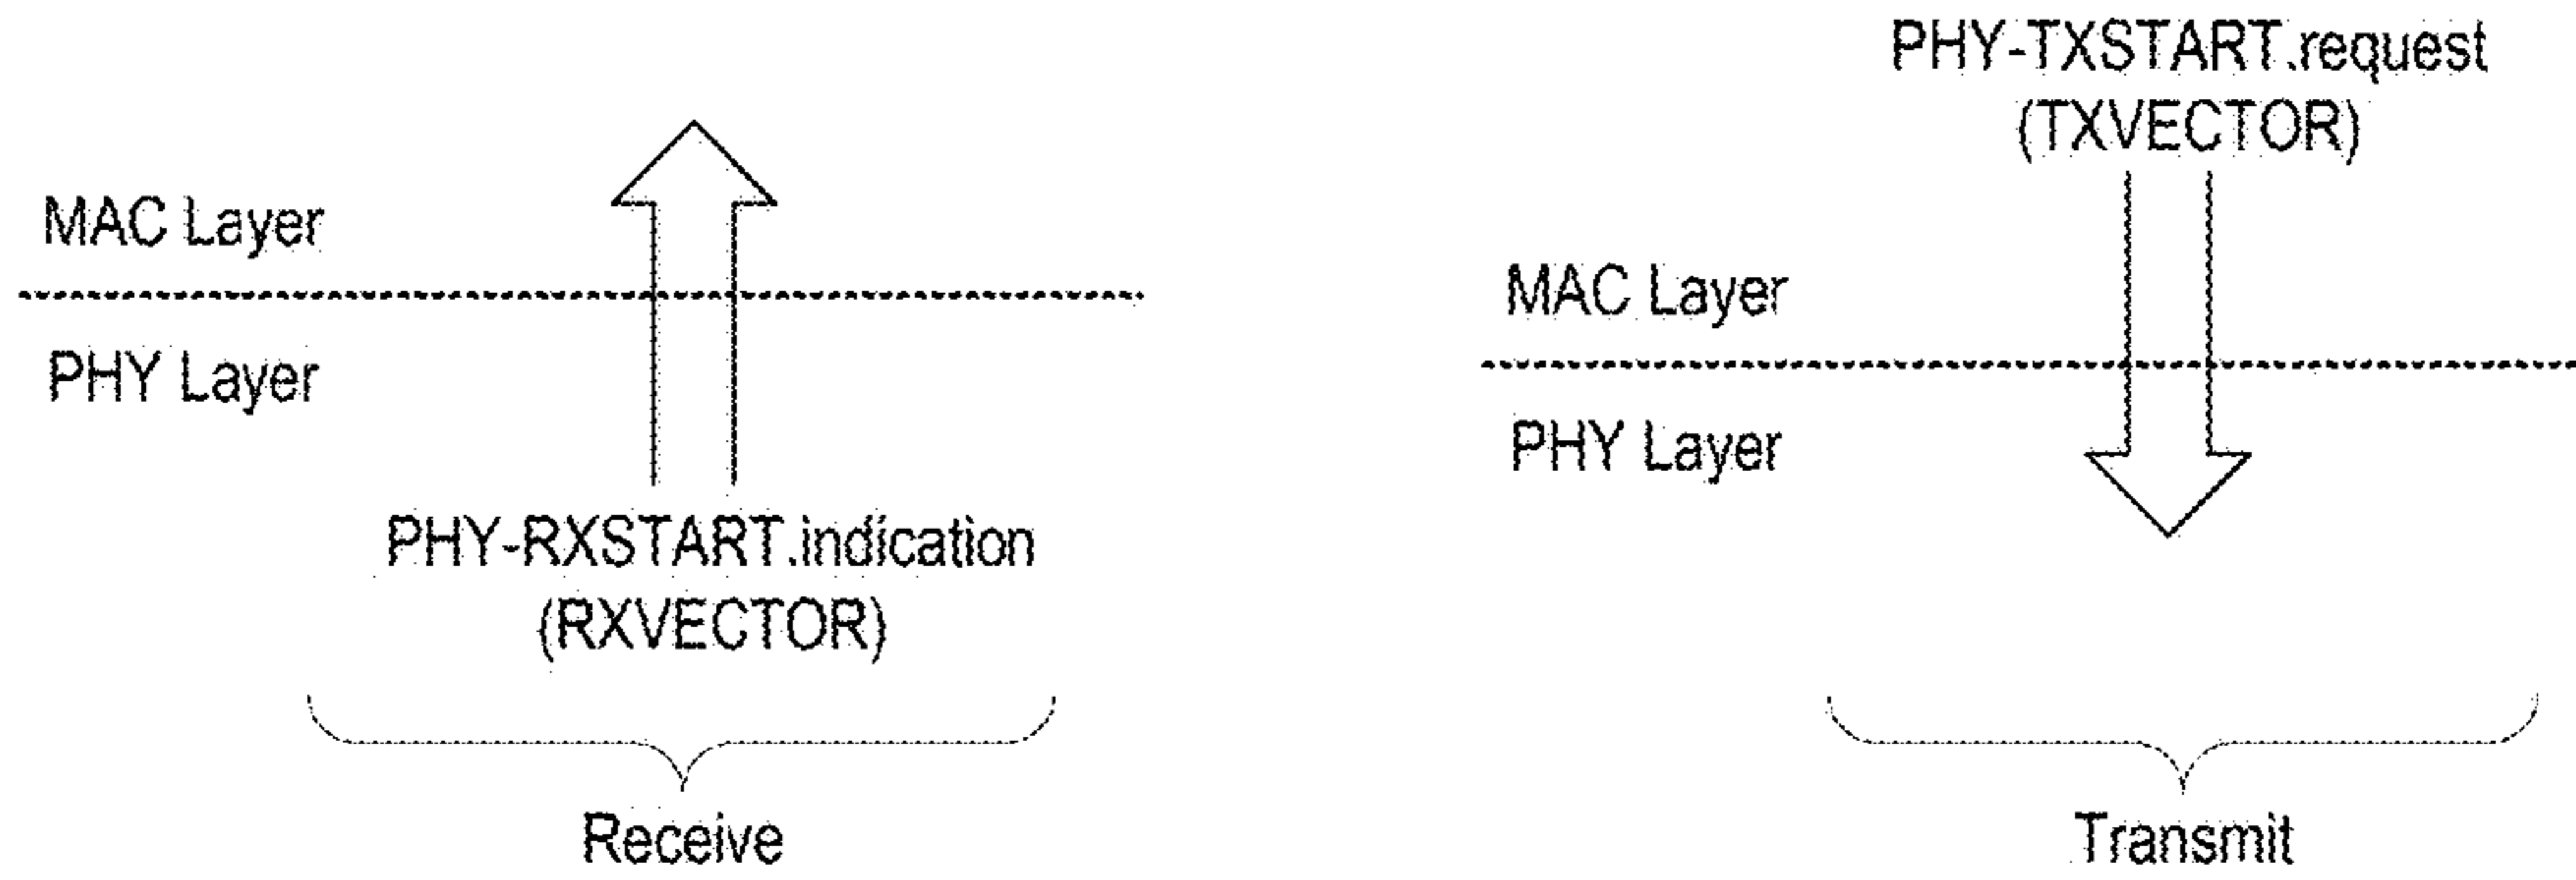 MAC Layer
PHY Layer
PHY-RXSTART.indication
(RXVECTOR)
Receive
PHY-TXSTART.request
(TXVECTOR)
MAC Layer
PHY Layer
Transmit